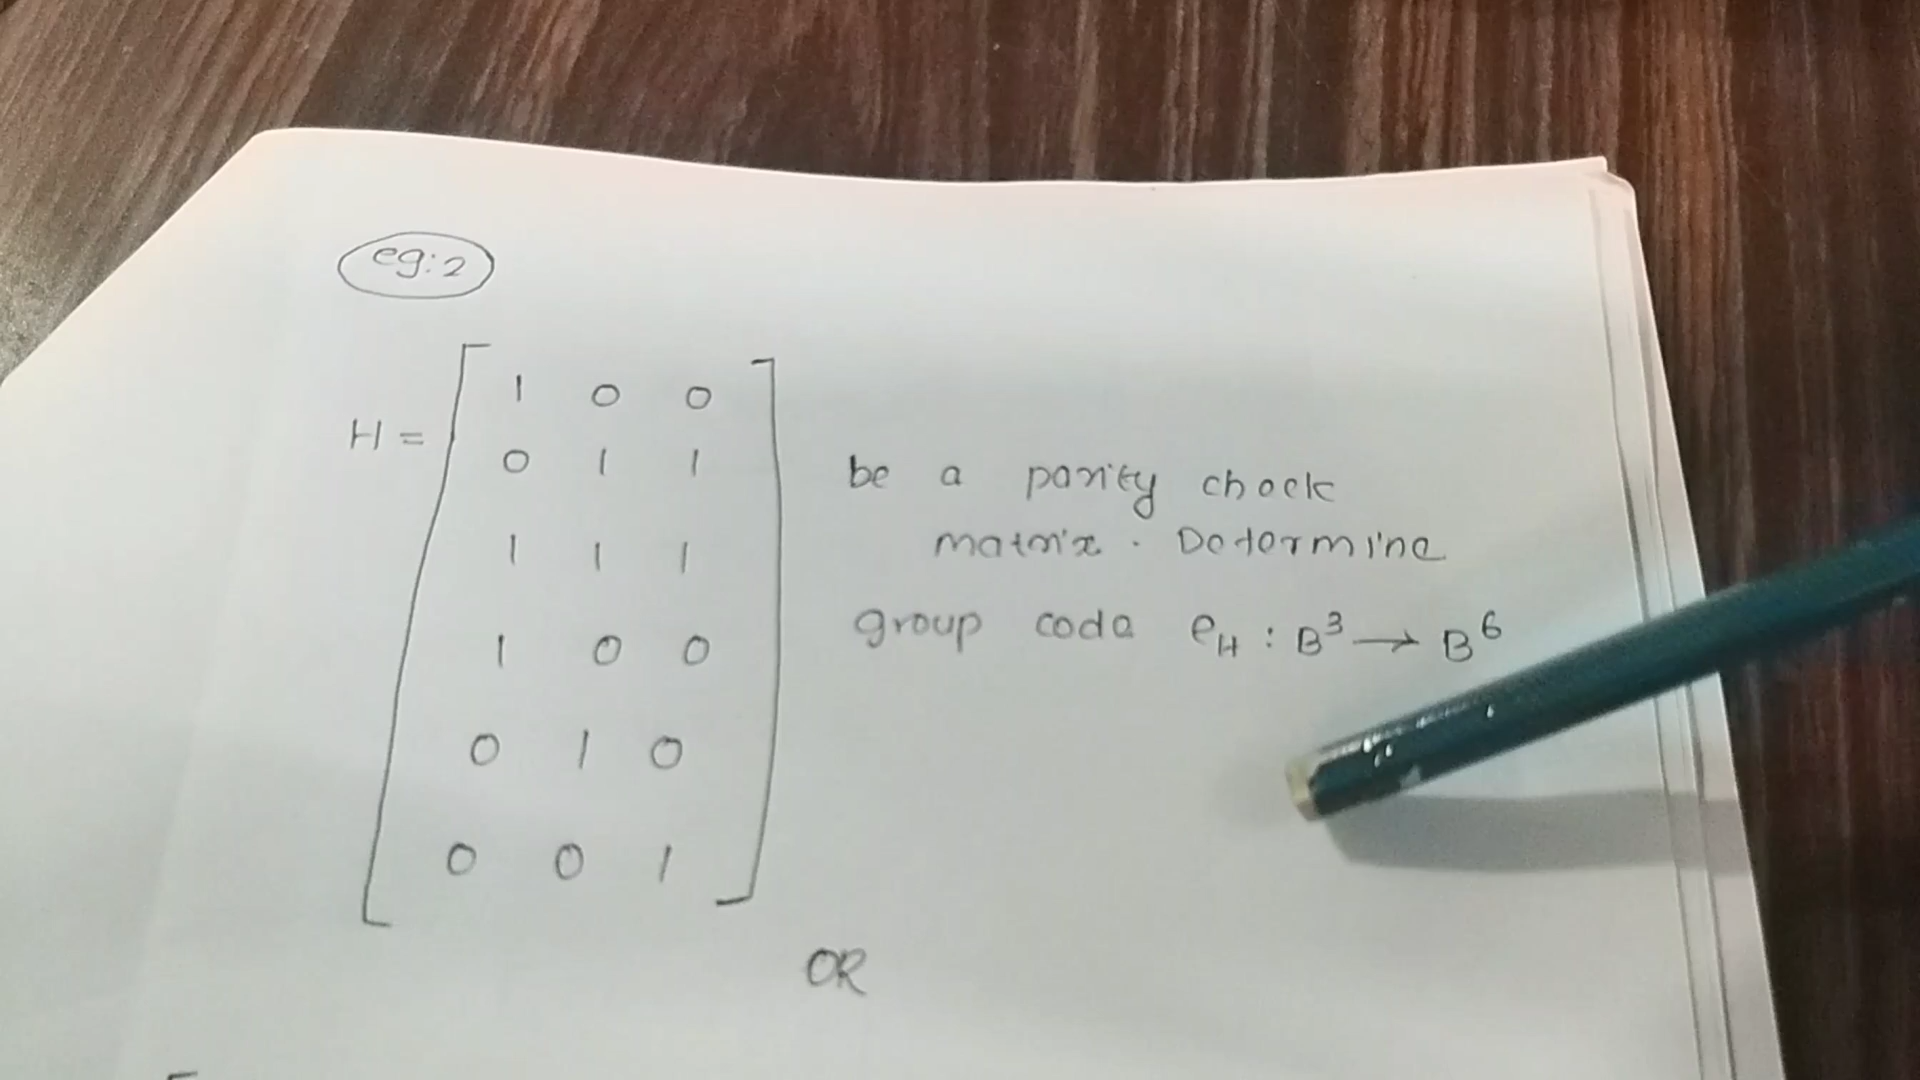 eg:2
1 0 0
H =
0 1 1
be a parity check
1 1 1
matrix. Determine
group code eH : B³ → B⁶
1 0 0
0 1 0
0 0 1
OR